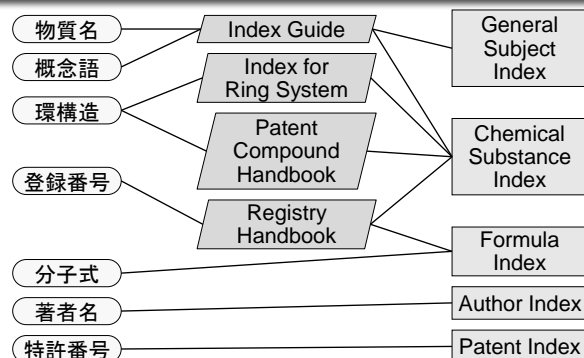 物質名
概念語
環構造
登録番号
分子式
著者名
特許番号
Index Guide
Index for
Ring System
Patent
Compound
Handbook
Registry
Handbook
General
Subject
Index
Chemical
Substance
Index
Formula
Index
Author Index
Patent Index